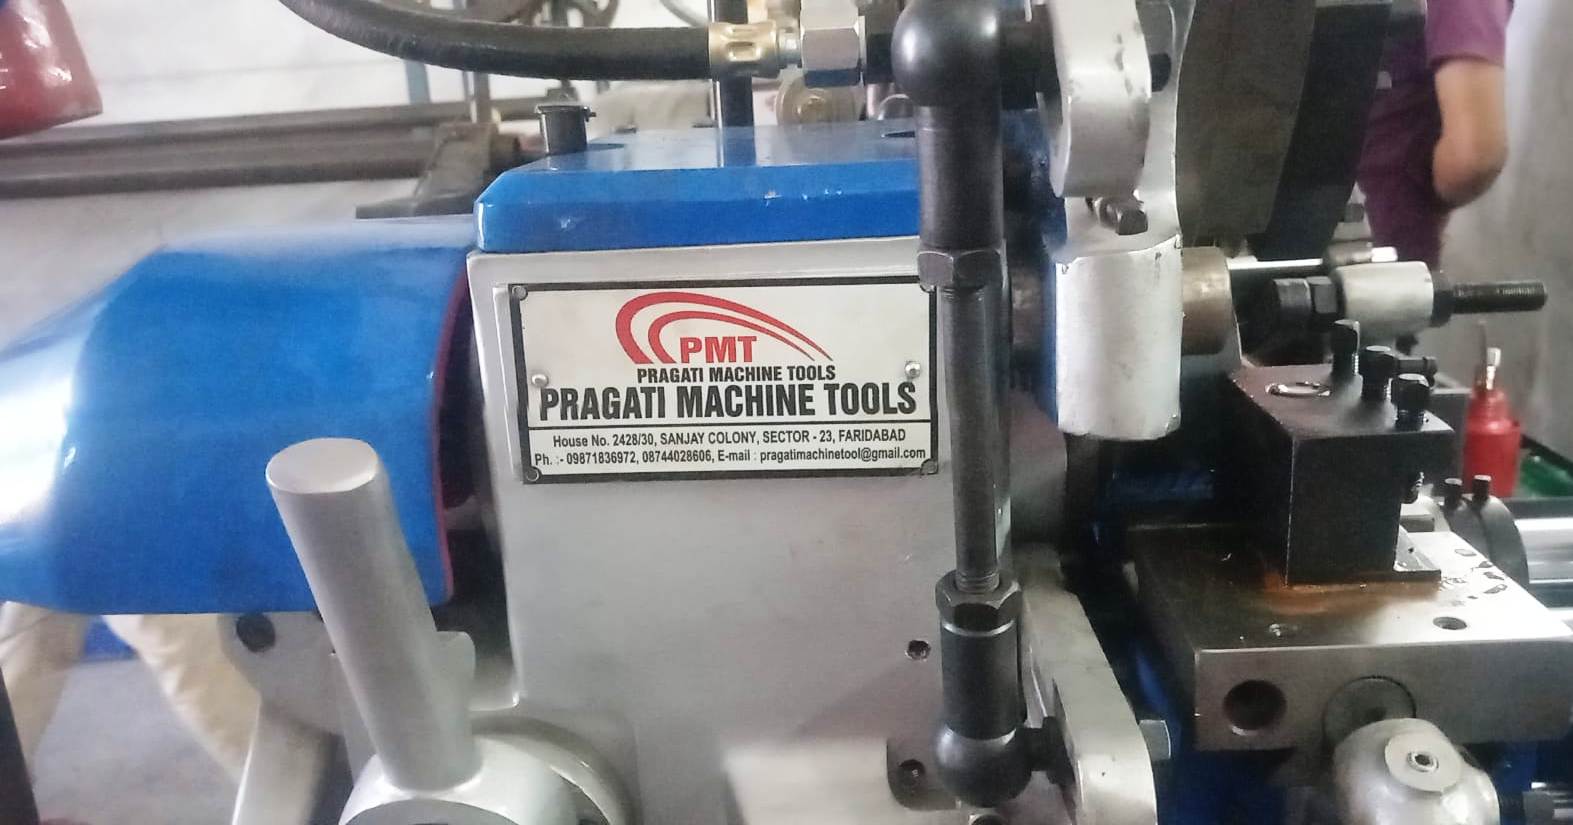 PMT
PRAGATI MACHINE TOOLS
PRAGATI MACHINE TOOLS
House No. 2428/30, SANJAY COLONY, SECTOR - 23, FARIDABAD
Ph. :- 09871836972, 08744028606, E-mail : pragatimachinetool@gmail.com